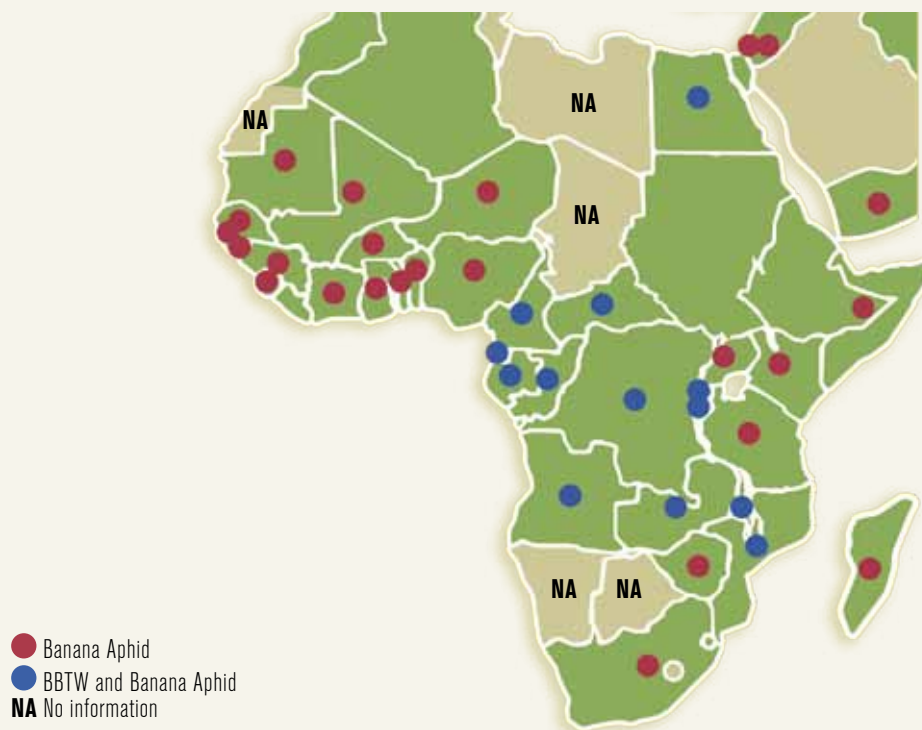 NA
NA
NA
NA
NA
Banana Aphid
BBTW and Banana Aphid
NA No information